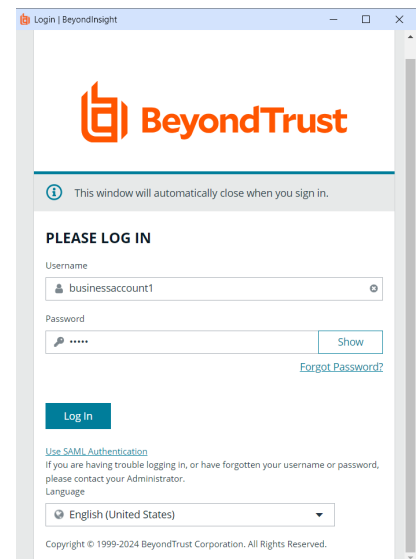 Login | BeyondInsight
BeyondTrust
This window will automatically close when you sign in.
PLEASE LOG IN
Username
businessaccount1
Password
•••••
Show
Forgot Password?
Log In
Use SAML Authentication
If you are having trouble logging in, or have forgotten your username or password,
please contact your Administrator.
Language
English (United States)
Copyright © 1999-2024 BeyondTrust Corporation. All Rights Reserved.